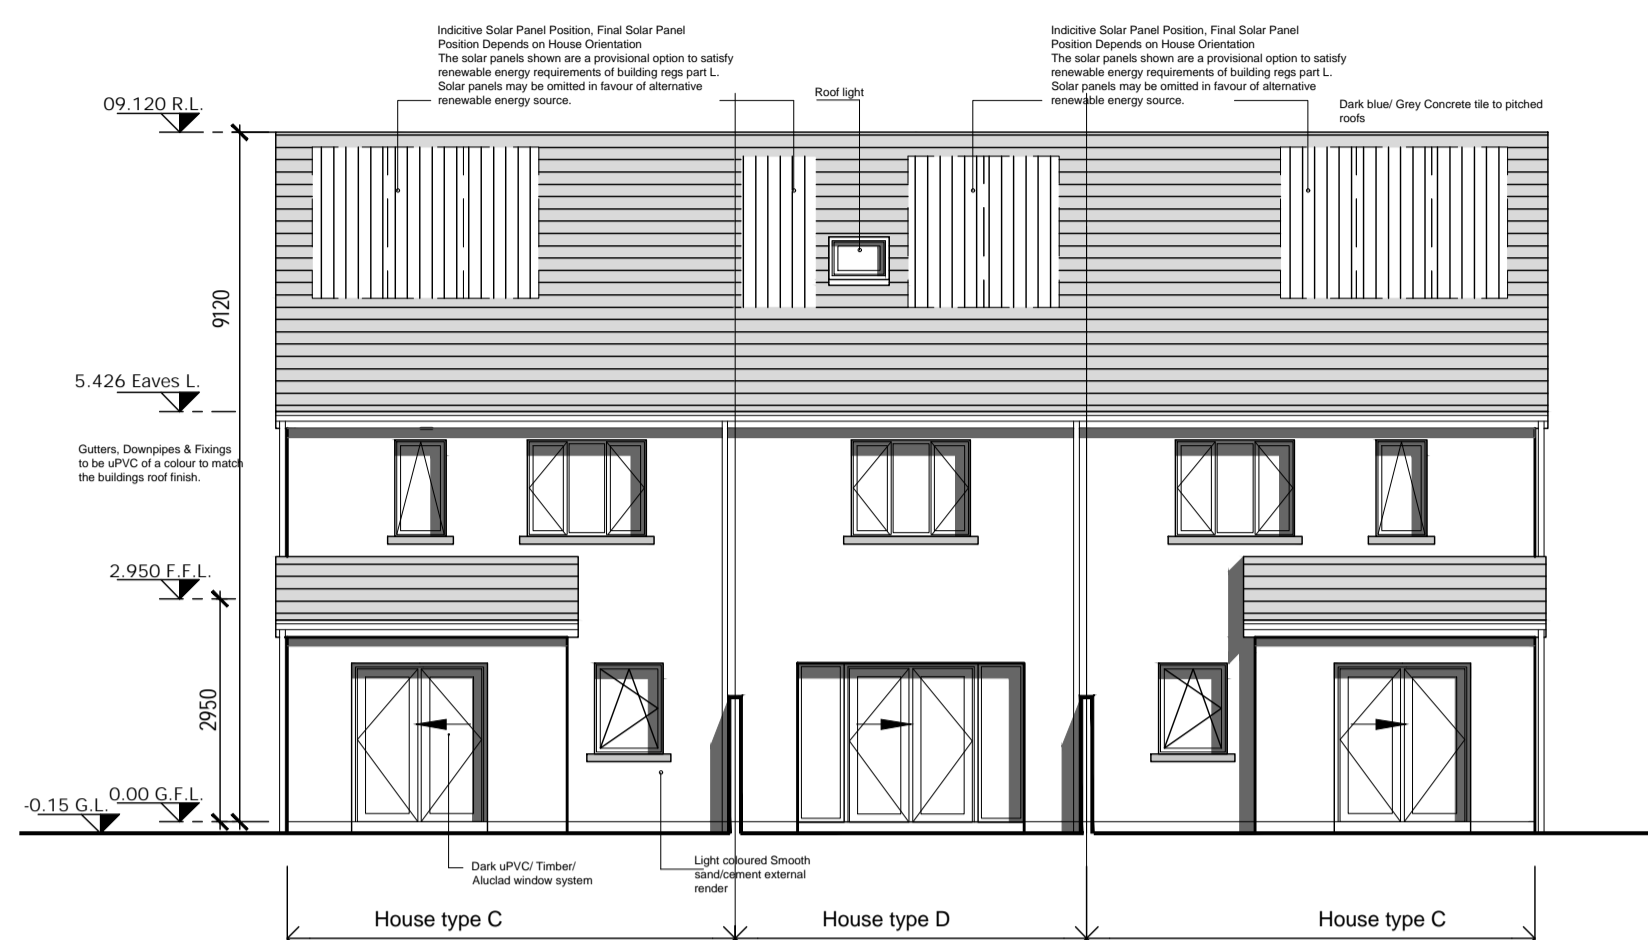 Indicitive Solar Panel Position, Final Solar Panel
Position Depends on House Orientation
The solar panels shown are a provisional option to satisfy
renewable energy requirements of building regs part L.
Solar panels may be omitted in favour of alternative
renewable energy source.
Indicitive Solar Panel Position, Final Solar Panel
Position Depends on House Orientation
The solar panels shown are a provisional option to satisfy
renewable energy requirements of building regs part L.
Solar panels may be omitted in favour of alternative
renewable energy source.
Roof light
Dark blue/ Grey Concrete tile to pitched
roofs
09.120 R.L.
9120
5.426 Eaves L.
Gutters, Downpipes & Fixings
to be uPVC of a colour to match
the buildings roof finish.
2.950 F.F.L.
2950
0.00 G.F.L.
-0.15 G.L.
Dark uPVC/ Timber/
Aluclad window system
Light coloured Smooth
sand/cement external
render
House type C
House type D
House type C